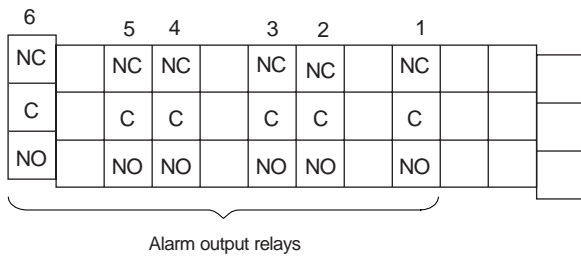 6 5 4 3 2 1
NC NC NC NC NC NC
C C C C C C
NO NO NO NO NO NO
Alarm output relays